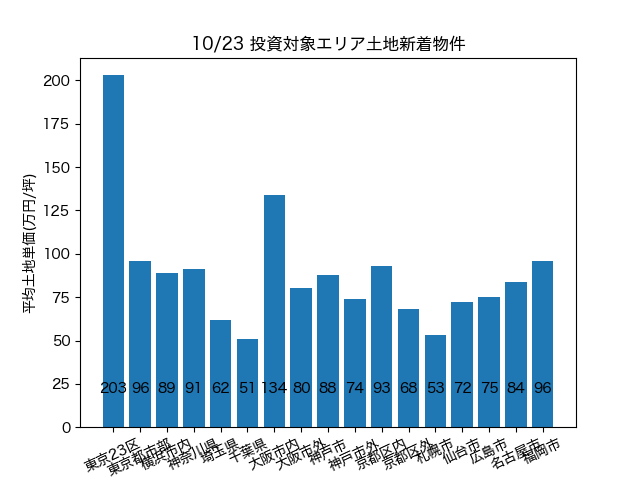 10/23 投資対象エリア土地新着物件
平均土地単価(万円/坪)
200
175
150
125
100
75
50
25
0
203 96 89 91 62 51 134 80 88 74 93 68 53 72 75 84 96
東京23区
東京都市部
横浜市内
神奈川県
埼玉県
千葉県
大阪市内
大阪市外
神戸市
神戸市外
京都区内
京都区外
札幌市
仙台市
広島市
名古屋市
福岡市